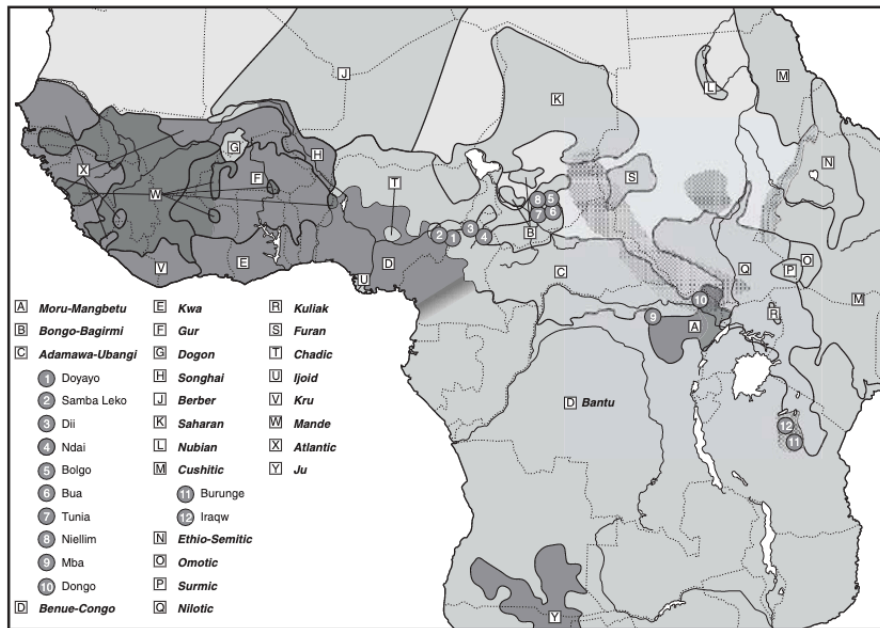 J
K
L
M
G
H
N
X
F
W
T
S
8 5
7 6
B
2 1 3 4
V
E
D
U
C
Q
O
P
10
M
9
A
R
D Bantu
12
11
Y
A Moru-Mangbetu
B Bongo-Bagirmi
C Adamawa-Ubangi
1 Doyayo
2 Samba Leko
3 Dii
4 Ndai
5 Bolgo
6 Bua
7 Tunia
8 Niellim
9 Mba
10 Dongo
D Benue-Congo
E Kwa
F Gur
G Dogon
H Songhai
J Berber
K Saharan
L Nubian
M Cushitic
11 Burunge
12 Iraqw
N Ethio-Semitic
O Omotic
P Surmic
Q Nilotic
R Kuliak
S Furan
T Chadic
U Ijoid
V Kru
W Mande
X Atlantic
Y Ju